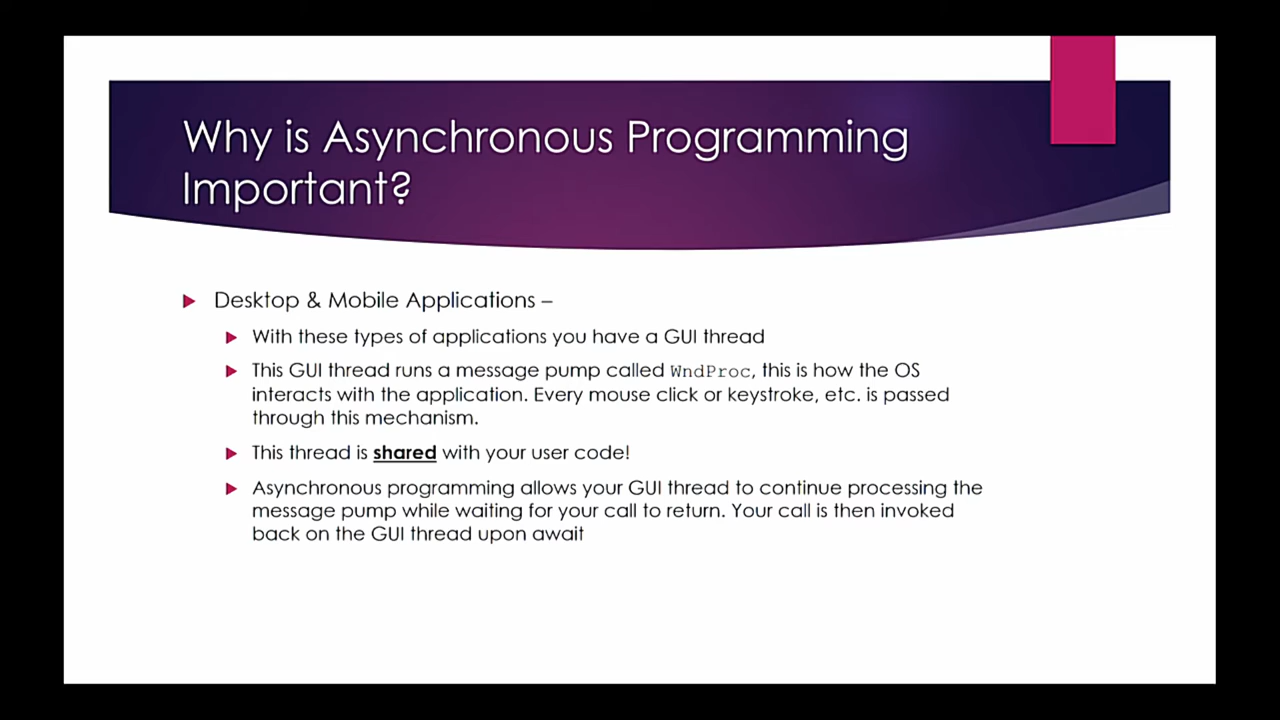 Why is Asynchronous Programming
Important?
Desktop & Mobile Applications –
With these types of applications you have a GUI thread
This GUI thread runs a message pump called WndProc, this is how the OS
interacts with the application. Every mouse click or keystroke, etc. is passed
through this mechanism.
This thread is shared with your user code!
Asynchronous programming allows your GUI thread to continue processing the
message pump while waiting for your call to return. Your call is then invoked
back on the GUI thread upon await